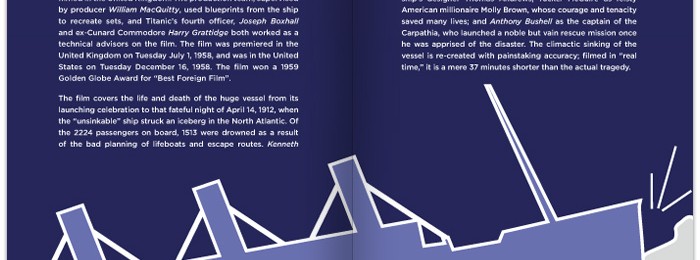 by producer William MacQuitty, used blueprints from the ship
to recreate sets, and Titanic's fourth officer, Joseph Boxhall
and ex-Cunard Commodore Harry Grattidge both worked as a
technical advisors on the film. The film was premiered in the
United Kingdom on Tuesday July 1, 1958, and was in the United
States on Tuesday December 16, 1958. The film won a 1959
Golden Globe Award for "Best Foreign Film".
The film covers the life and death of the huge vessel from its
launching celebration to that fateful night of April 14, 1912, when
the "unsinkable" ship struck an iceberg in the North Atlantic. Of
the 2224 passengers on board, 1513 were drowned as a result
of the bad planning of lifeboats and escape routes. Kenneth
American millionaire Molly Brown, whose courage and tenacity
saved many lives; and Anthony Bushell as the captain of the
Carpathia, who launched a noble but vain rescue mission once
he was apprised of the disaster. The climactic sinking of the
vessel is re-created with painstaking accuracy; filmed in "real
time," it is a mere 37 minutes shorter than the actual tragedy.